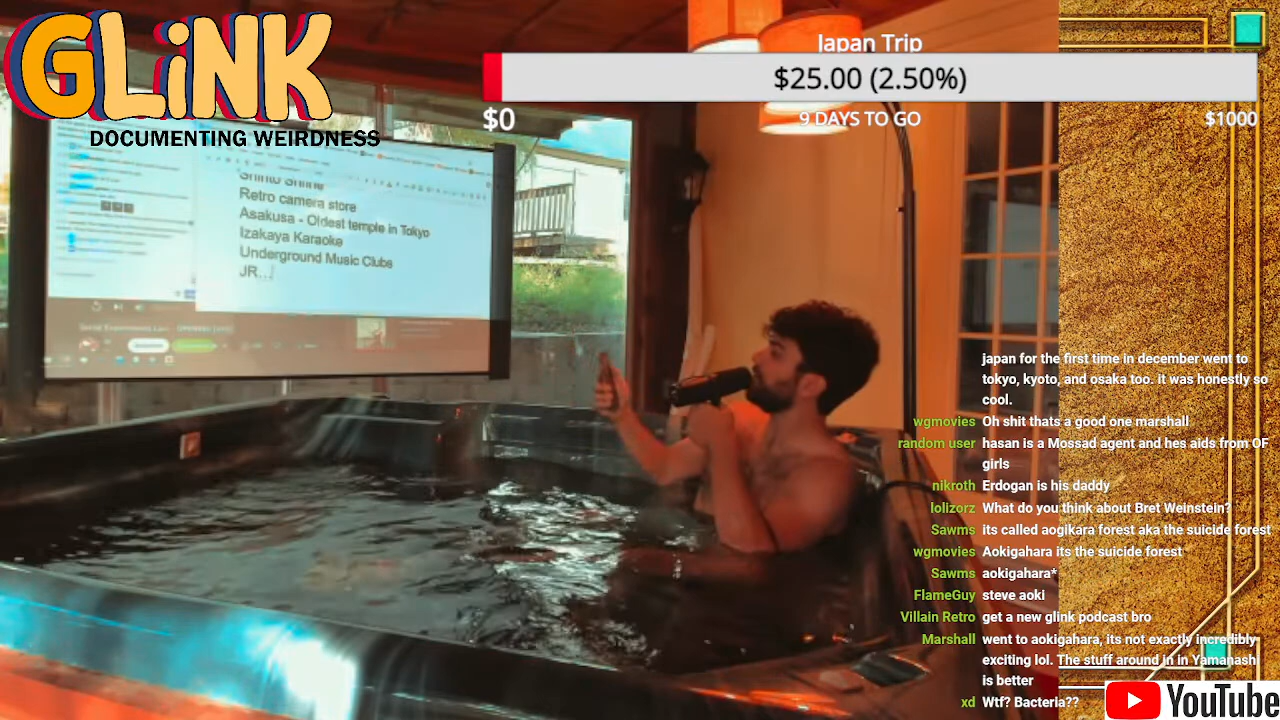 GLiNK
DOCUMENTING WEIRDNESS
Japan Trip
$25.00 (2.50%)
$0
9 DAYS TO GO
$1000
Shinto Shrine
Retro camera store
Asakusa - Oldest temple in Tokyo
Izakaya Karaoke
Underground Music Clubs
JR...
japan for the first time in december went to
tokyo, kyoto, and osaka too. it was honestly so
cool.
wgmovies Oh shit thats a good one marshall
random user hasan is a Mossad agent and hes aids from OF
girls
nikroth Erdogan is his daddy
lolizorz What do you think about Bret Weinstein?
Sawms its called aogikara forest aka the suicide forest
wgmovies Aokigahara its the suicide forest
Sawms aokigahara*
FlameGuy steve aoki
Villain Retro get a new glink podcast bro
Marshall went to aokigahara, its not exactly incredibly
exciting lol. The stuff around in in Yamanash
is better
xd Wtf? Bacteria??
YouTube